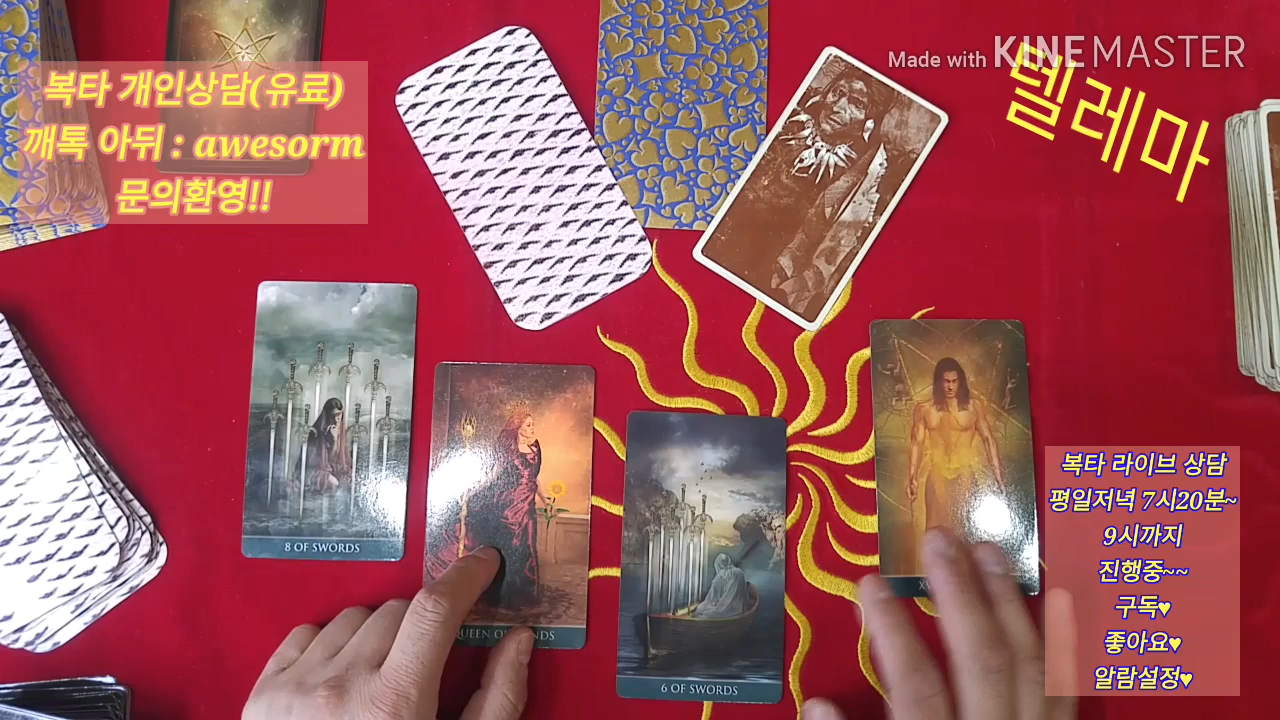 복타 개인상담(유료)
깨톡 아뒤 : awesorm
문의환영!!
Made with KINEMASTER
뗄레마
8 OF SWORDS
QUEEN OF
6 OF SWORDS
복타 라이브 상담
평일저녁 7시20분~
9시까지
진행중~~
구독♥
좋아요♥
알람설정♥